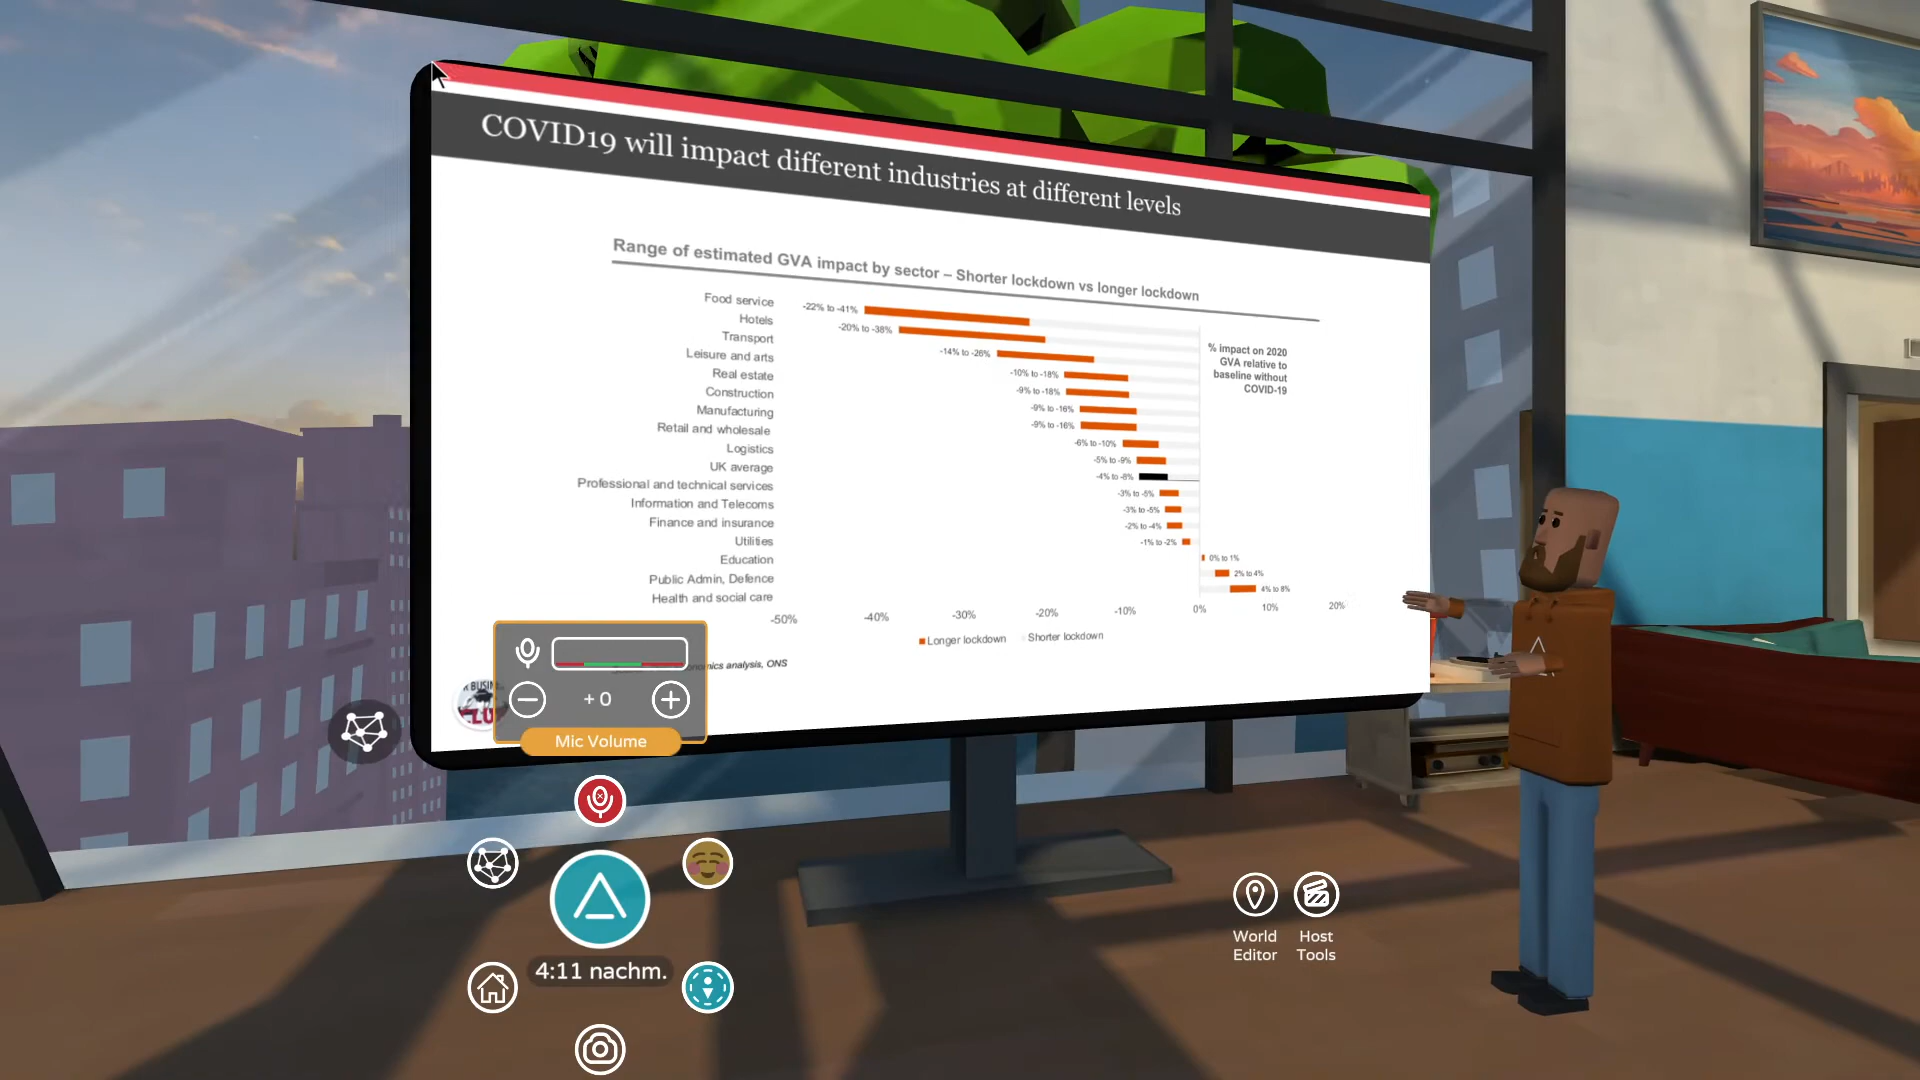 COVID19 will impact different industries at different levels
Range of estimated GVA impact by sector – Shorter lockdown vs longer lockdown
Food service
-22% to -41%
Hotels
-20% to -38%
Transport
-14% to -26%
Leisure and arts
-10% to -18%
Real estate
-9% to -18%
Construction
-9% to -16%
Manufacturing
-9% to -16%
Retail and wholesale
-6% to -10%
Logistics
-5% to -9%
UK average
-4% to -8%
Professional and technical services
-3% to -6%
Information and Telecoms
-3% to -5%
Finance and insurance
-2% to -4%
Utilities
-1% to -2%
Education
0% to 1%
Public Admin, Defence
2% to 4%
Health and social care
4% to 8%
% impact on 2020
GVA relative to
baseline without
COVID-19
-50%
-40%
-30%
-20%
-10%
0%
10%
20%
Longer lockdown
Shorter lockdown
analysis, ONS
+ 0
Mic Volume
4:11 nachm.
World
Editor
Host
Tools